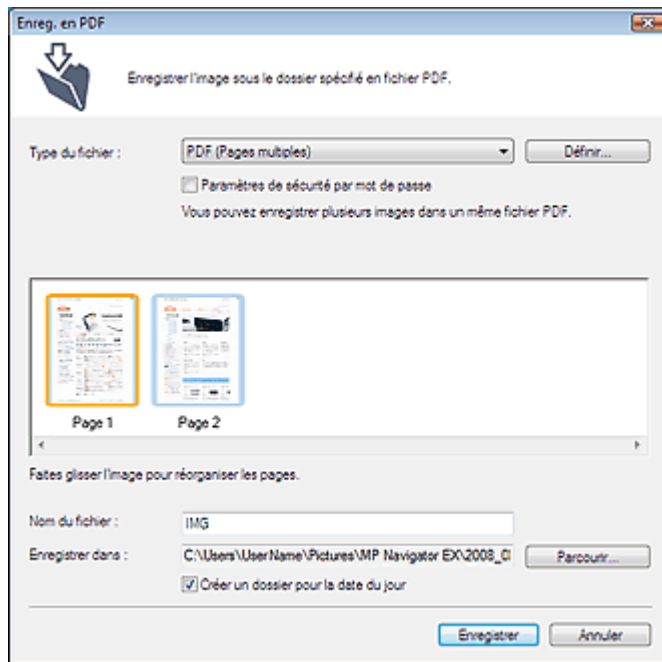 Enreg. en PDF
Enregistrer l'image sous le dossier spécifié en fichier PDF.
Type du fichier : PDF (Pages multiples) Définir...
Paramètres de sécurité par mot de passe
Vous pouvez enregistrer plusieurs images dans un même fichier PDF.
Page 1 Page 2
Faites glisser l'image pour réorganiser les pages.
Nom du fichier : IMG
Enregistrer dans : C:\Users\UserName\Pictures\MP Navigator EX\2008_0 Parcourir...
Créer un dossier pour la date du jour
Enregistrer Annuler